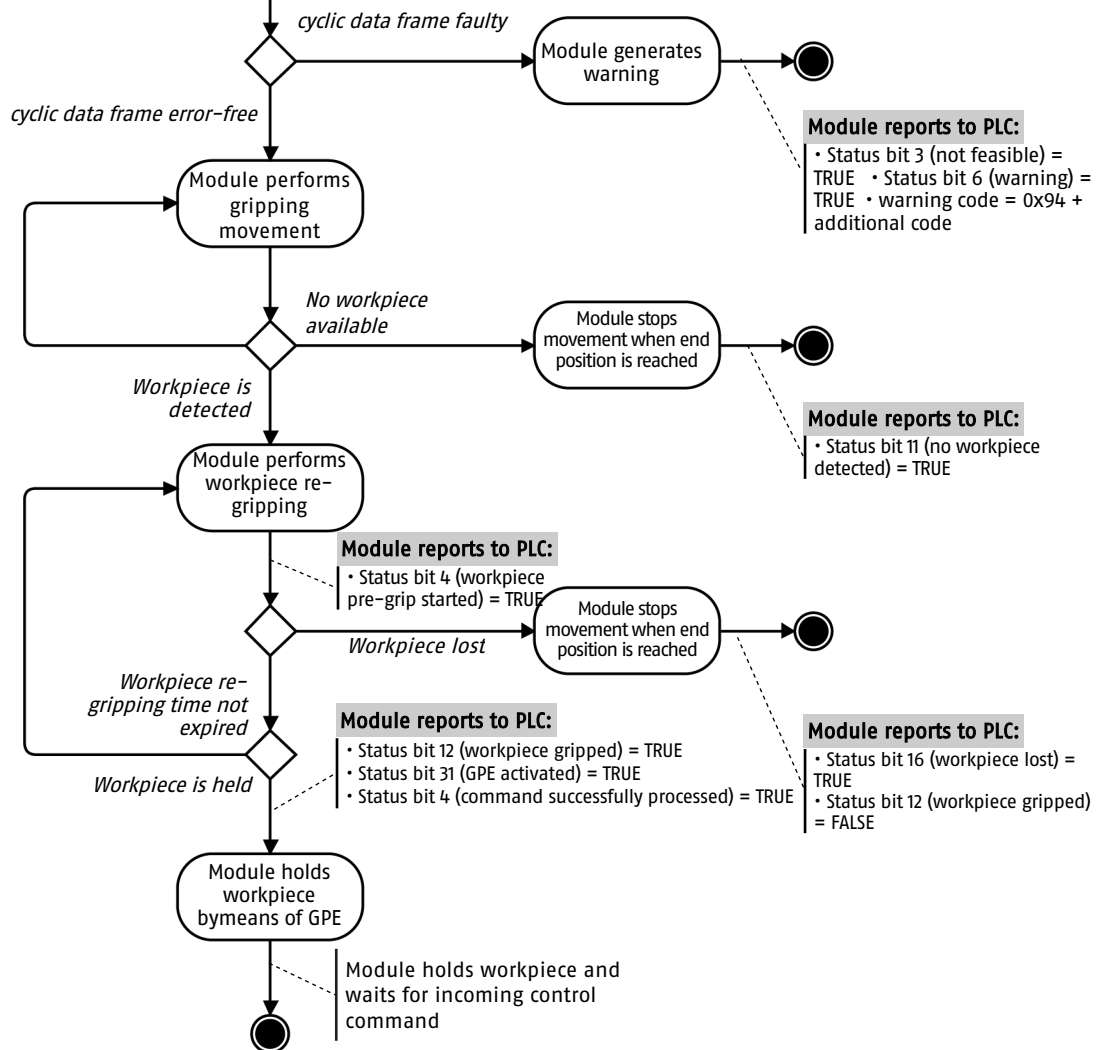 cyclic data frame faulty
Module generates
warning
cyclic data frame error-free
Module reports to PLC:
• Status bit 3 (not feasible) =
TRUE • Status bit 6 (warning) =
TRUE • warning code = 0x94 +
additional code
Module performs
gripping
movement
No workpiece
available
Module stops
movement when end
position is reached
Workpiece is
detected
Module reports to PLC:
• Status bit 11 (no workpiece
detected) = TRUE
Module performs
workpiece re-
gripping
Module reports to PLC:
• Status bit 4 (workpiece
pre-grip started) = TRUE
Module stops
movement when end
position is reached
Workpiece lost
Workpiece re-
gripping time not
expired
Module reports to PLC:
• Status bit 12 (workpiece gripped) = TRUE
• Status bit 31 (GPE activated) = TRUE
• Status bit 4 (command successfully processed) = TRUE
Module reports to PLC:
• Status bit 16 (workpiece lost) =
TRUE
• Status bit 12 (workpiece gripped)
= FALSE
Workpiece is held
Module holds
workpiece
bymeans of GPE
Module holds workpiece and
waits for incoming control
command